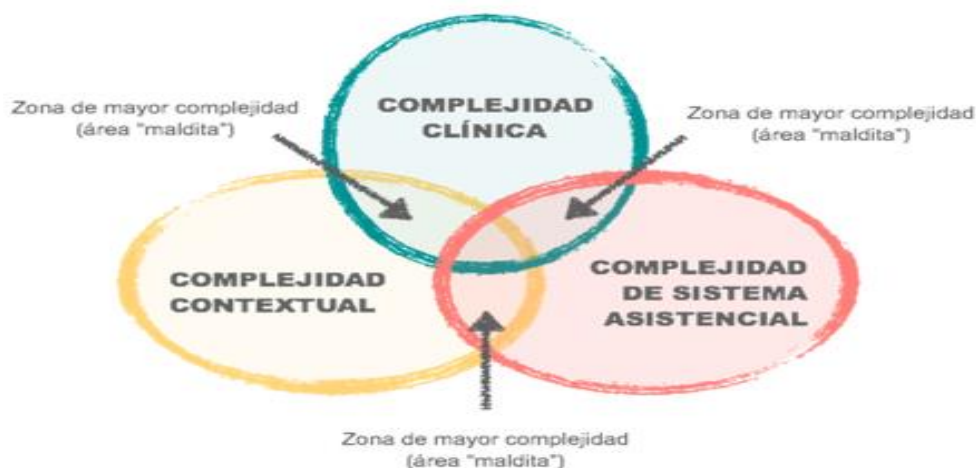 COMPLEJIDAD
CLÍNICA
Zona de mayor complejidad
(área "maldita")
Zona de mayor complejidad
(área "maldita")
COMPLEJIDAD
CONTEXTUAL
COMPLEJIDAD
DE SISTEMA
ASISTENCIAL
Zona de mayor complejidad
(área "maldita")